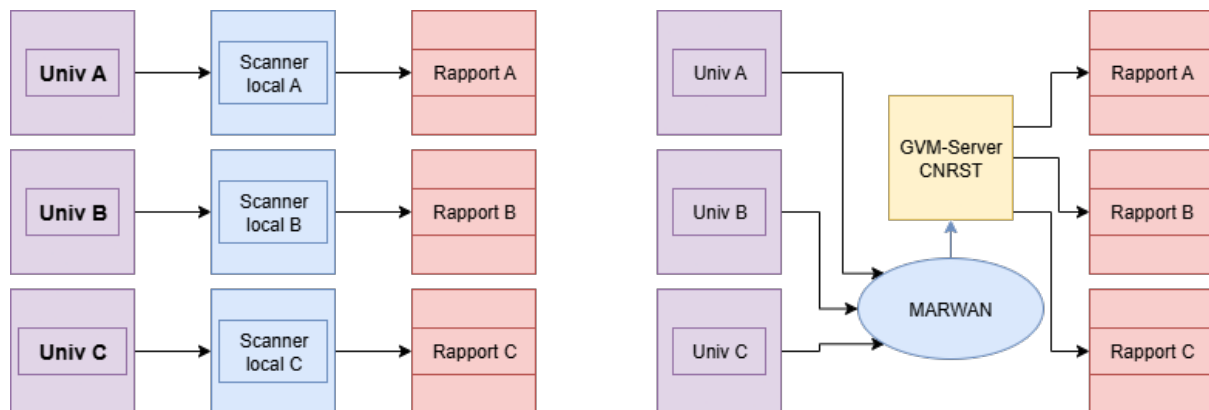 Univ A
Scanner
local A
Rapport A
Univ B
Scanner
local B
Rapport B
Univ C
Scanner
local C
Rapport C
Univ A
Univ B
Univ C
MARWAN
GVM-Server
CNRST
Rapport A
Rapport B
Rapport C